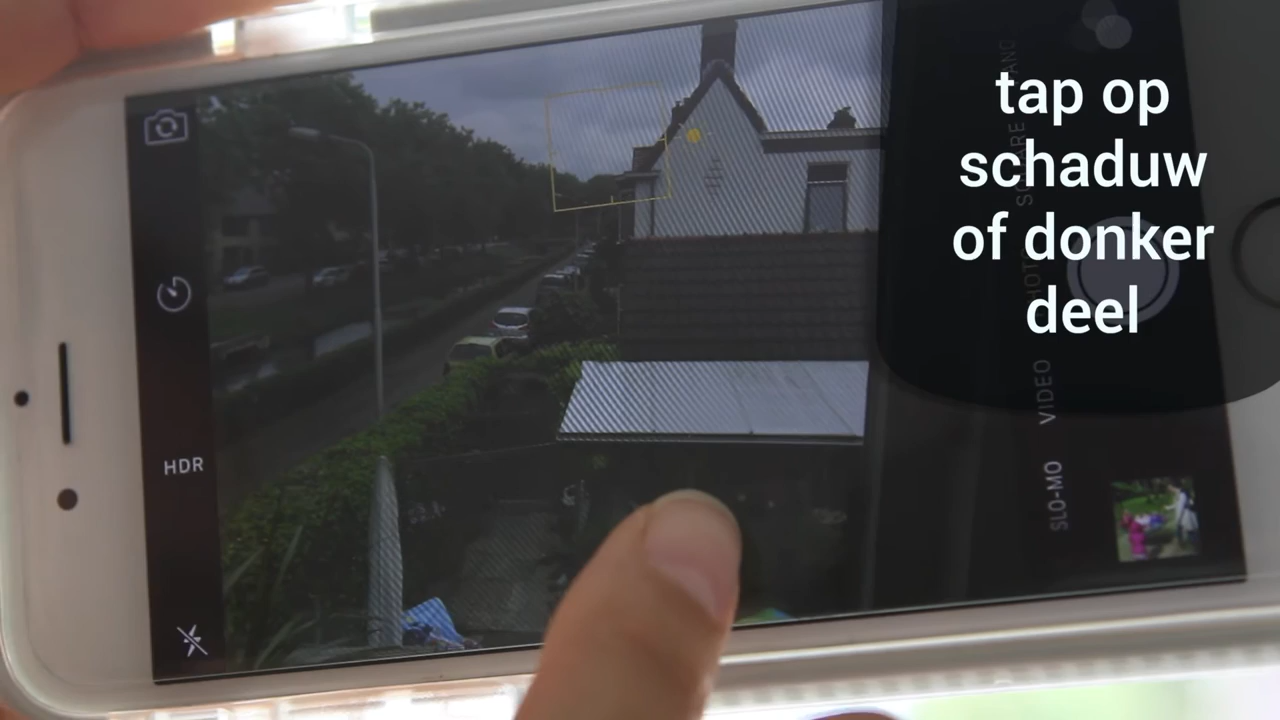 tap op
schaduw
of donker
deel
HDR
VIDEO
SLO-MO